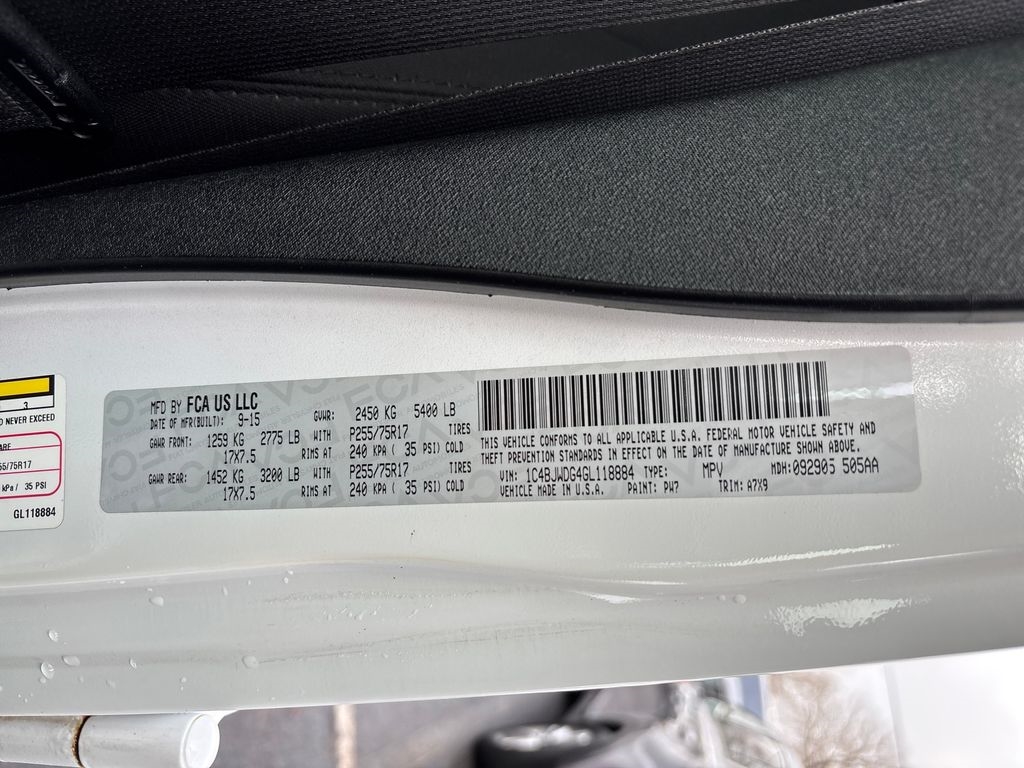 3
D NEVER EXCEED
ARE
55/75R17
kPa / 35 PSI
GL118884
MFD BY FCA US LLC
DATE OF MFR(BUILT): 9-15 GVWR: 2450 KG 5400 LB
GAWR FRONT: 1259 KG 2775 LB WITH P255/75R17 TIRES
17X7.5 RIMS AT 240 KPA ( 35 PSI) COLD
GAWR REAR: 1452 KG 3200 LB WITH P255/75R17 TIRES
17X7.5 RIMS AT 240 KPA ( 35 PSI) COLD
THIS VEHICLE CONFORMS TO ALL APPLICABLE U.S.A. FEDERAL MOTOR VEHICLE SAFETY AND
THEFT PREVENTION STANDARDS IN EFFECT ON THE DATE OF MANUFACTURE SHOWN ABOVE.
VIN: 1C4BJWDG4GL118884 TYPE: MPV MDH: 092905 505AA
VEHICLE MADE IN U.S.A. PAINT: PW7 TRIM: A7X9